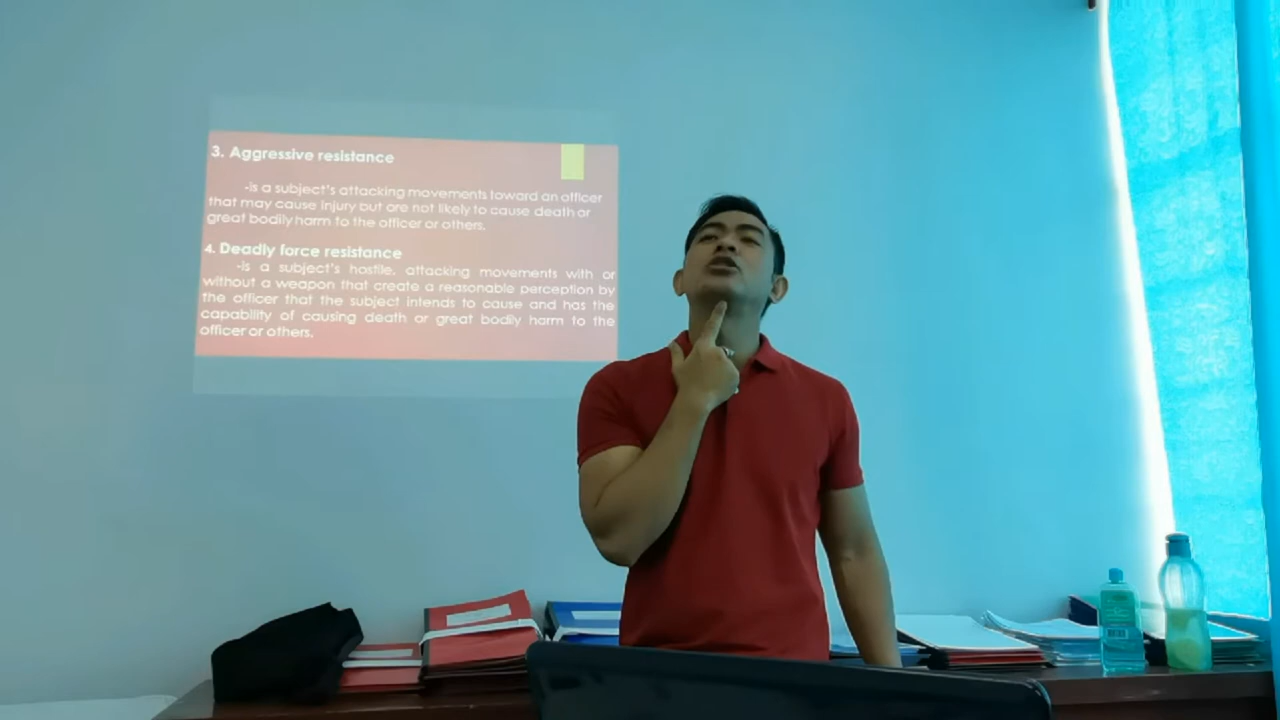 3. Aggressive resistance
-is a subject's attacking movements toward an officer
that may cause injury but are not likely to cause death or
great bodily harm to the officer or others.
4. Deadly force resistance
-is a subject's hostile, attacking movements with or
without a weapon that create a reasonable perception by
the officer that the subject intends to cause and has the
capability of causing death or great bodily harm to the
officer or others.